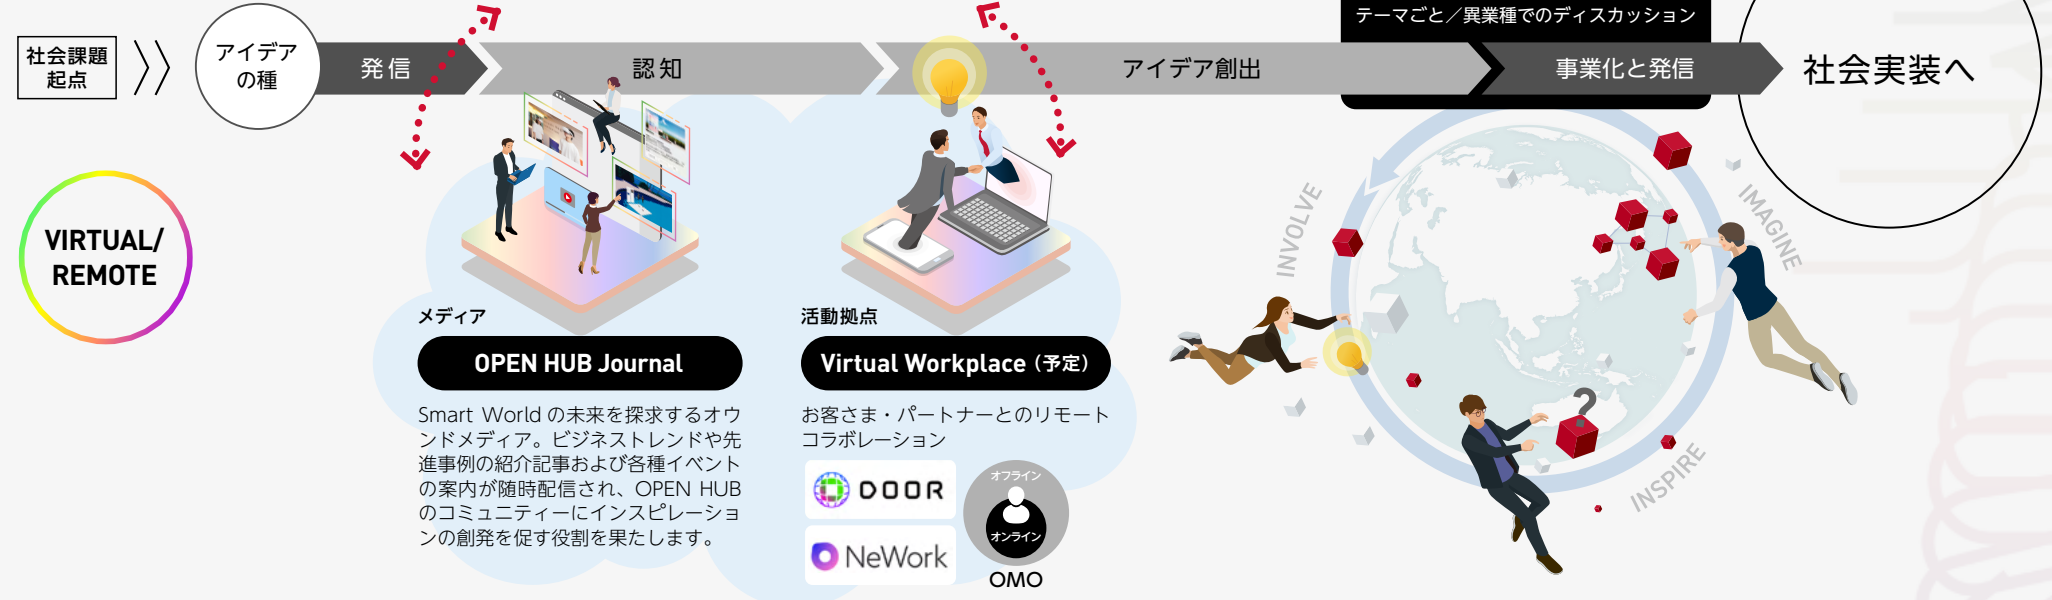 テーマごと／異業種でのディスカッション
社会課題
起点
アイデア
の種
発信
認知
アイデア創出
事業化と発信
社会実装へ
VIRTUAL/
REMOTE
メディア
OPEN HUB Journal
Smart World の未来を探求するオウ
ンドメディア。ビジネストレンドや先
進事例の紹介記事および各種イベント
の案内が随時配信され、OPEN HUB
のコミュニティーにインスピレーショ
ンの創発を促す役割を果たします。
活動拠点
Virtual Workplace（予定）
お客さま・パートナーとのリモート
コラボレーション
DOOR
NeWork
オフライン
オンライン
OMO
INVOLVE
IMAGINE
?
INSPIRE